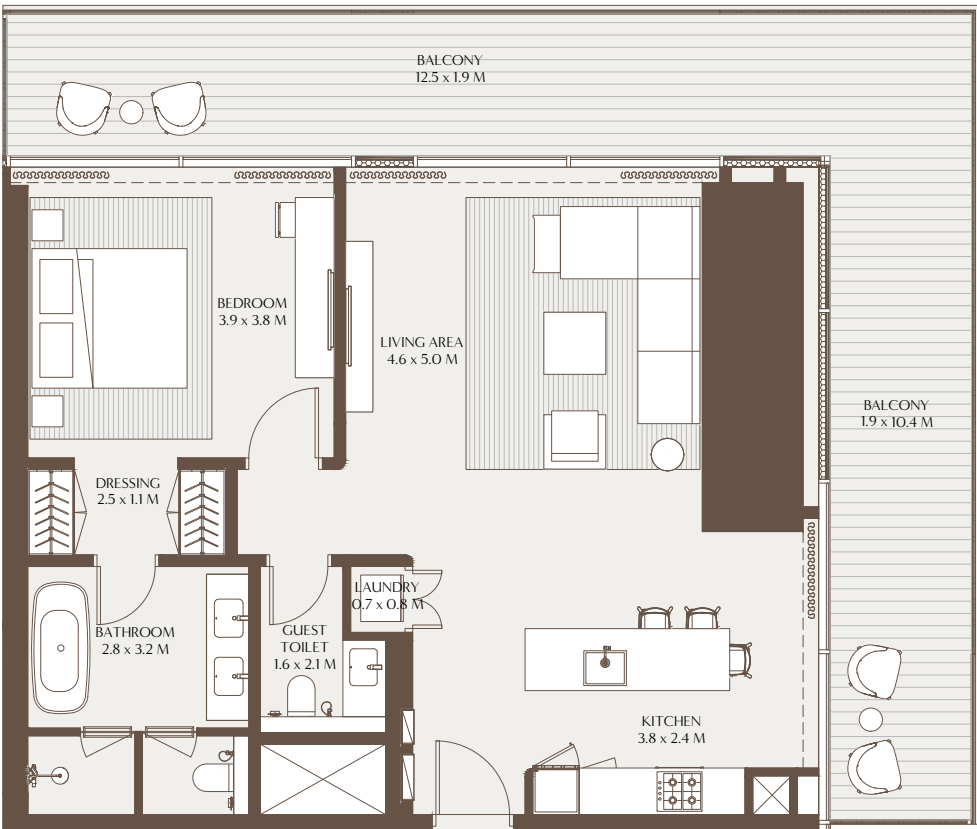 BALCONY
12.5 x 1.9 M
BEDROOM
3.9 x 3.8 M
LIVING AREA
4.6 x 5.0 M
BALCONY
1.9 x 10.4 M
DRESSING
2.5 x 1.1 M
LAUNDRY
0.7 x 0.8 M
BATHROOM
2.8 x 3.2 M
GUEST
TOILET
1.6 x 2.1 M
KITCHEN
3.8 x 2.4 M